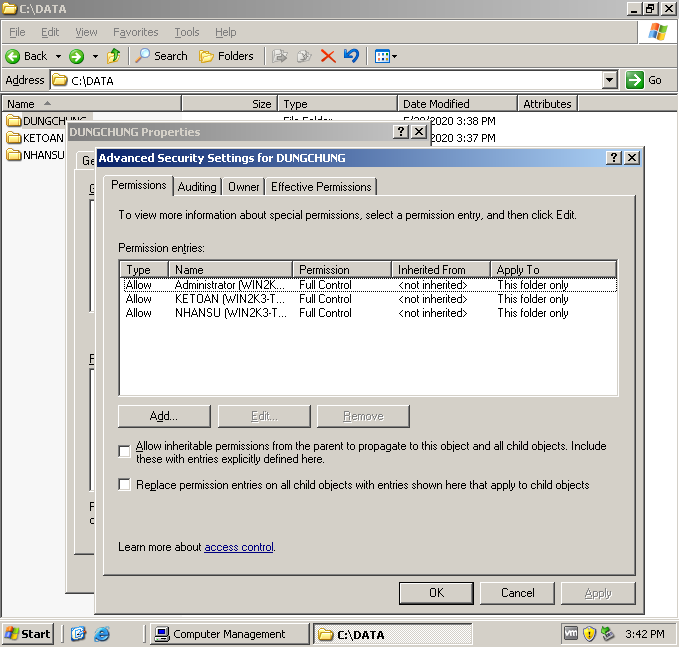 C:\DATA
File Edit View Favorites Tools Help
Back Search Folders
Address C:\DATA Go
Name Size Type Date Modified Attributes
DUNGCHUNG File Folder 2020 3:38 PM
KETOAN 2020 3:37 PM
NHANSU
DUNGCHUNG Properties
Advanced Security Settings for DUNGCHUNG
Permissions Auditing Owner Effective Permissions
To view more information about special permissions, select a permission entry, and then click Edit.
Permission entries:
Type Name Permission Inherited From Apply To
Allow Administrator (WIN2K... Full Control <not inherited> This folder only
Allow KETOAN (WIN2K3-T... Full Control <not inherited> This folder only
Allow NHANSU (WIN2K3-T... Full Control <not inherited> This folder only
Add... Edit... Remove
Allow inheritable permissions from the parent to propagate to this object and all child objects. Include
these with entries explicitly defined here.
Replace permission entries on all child objects with entries shown here that apply to child objects
Learn more about access control.
OK Cancel Apply
Start Computer Management C:\DATA vm 3:42 PM